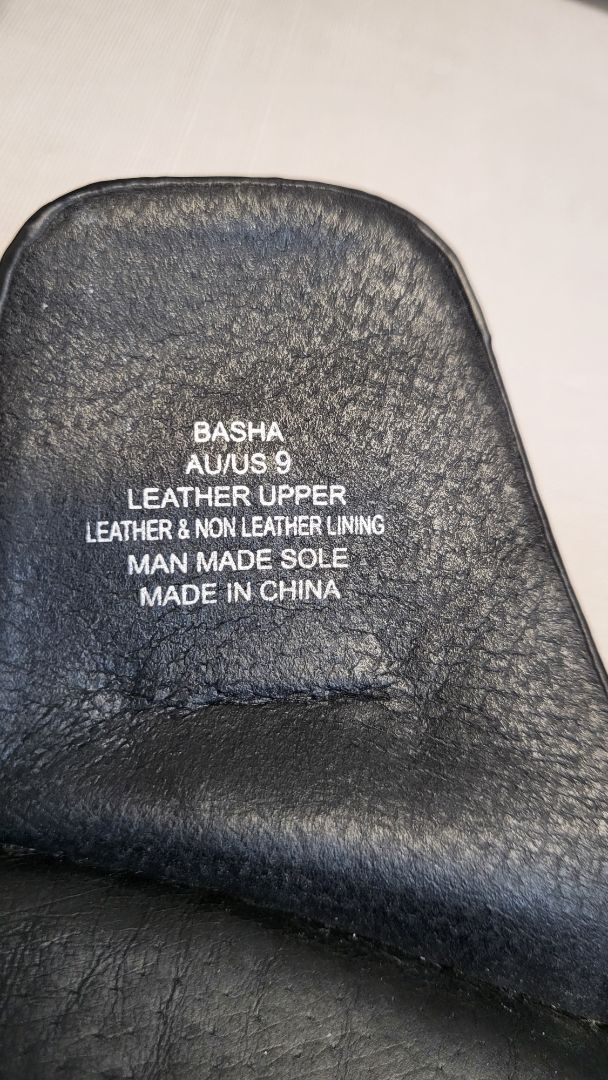 BASHA
AU/US 9
LEATHER UPPER
LEATHER & NON LEATHER LINING
MAN MADE SOLE
MADE IN CHINA